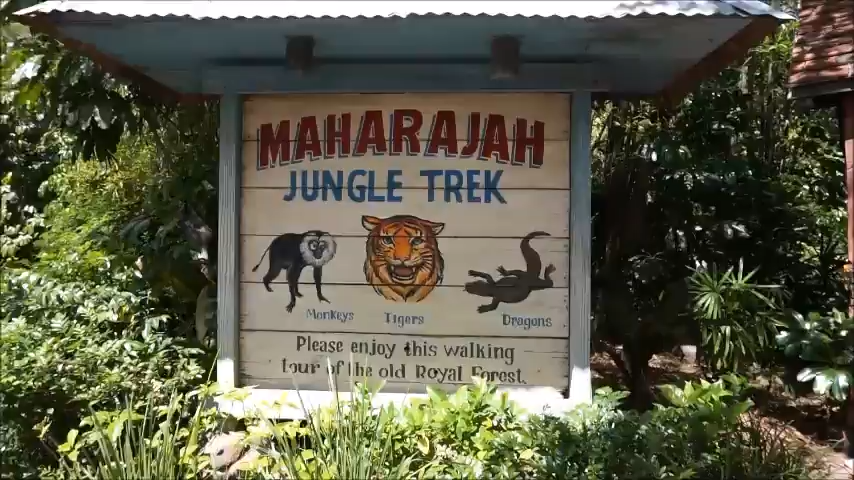 MAHARAJAH
JUNGLE TREK
Monkeys Tigers Dragons
Please enjoy this walking
tour of the old Royal Forest.